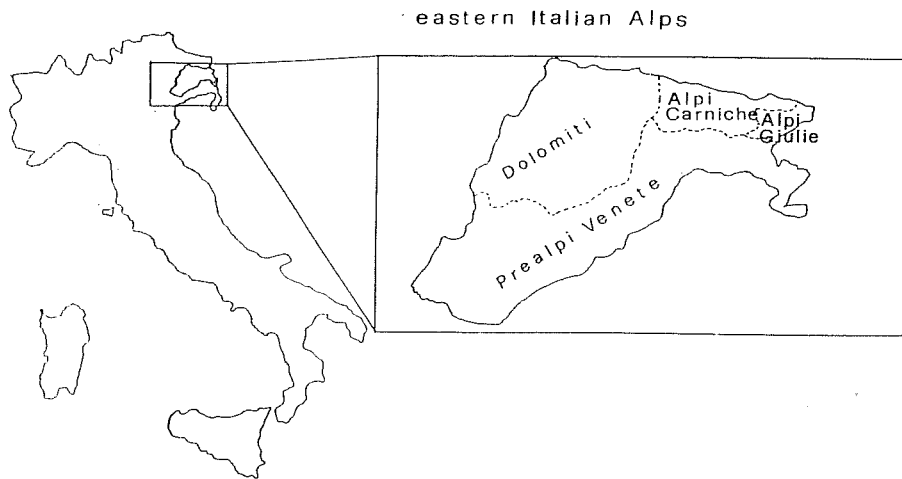 eastern Italian Alps
Alpi
Carniche
Alpi
Giulie
Dolomiti
Prealpi Venete